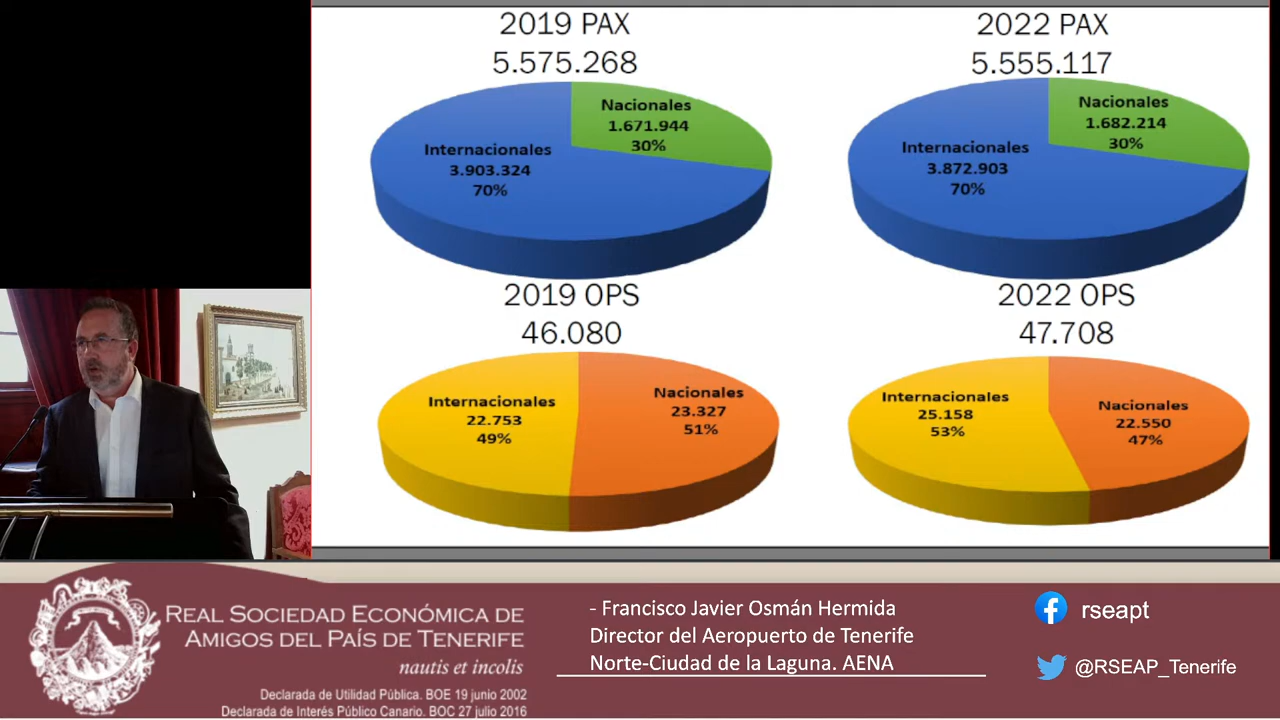 2019 PAX
5.575.268
Nacionales
1.671.944
30%
Internacionales
3.903.324
70%
2022 PAX
5.555.117
Nacionales
1.682.214
30%
Internacionales
3.872.903
70%
2019 OPS
46.080
Internacionales
22.753
49%
Nacionales
23.327
51%
2022 OPS
47.708
Internacionales
25.158
53%
Nacionales
22.550
47%
REAL SOCIEDAD ECONÓMICA DE
AMIGOS DEL PAÍS DE TENERIFE
nautis et incolis
Declarada de Utilidad Pública. BOE 19 junio 2002
Declarada de Interés Público Canario. BOC 27 julio 2016
- Francisco Javier Osmán Hermida
Director del Aeropuerto de Tenerife
Norte-Ciudad de la Laguna. AENA
rseapt
@RSEAP_Tenerife